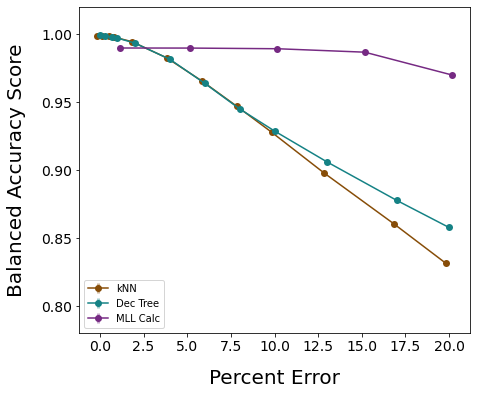 Balanced Accuracy Score
1.00
0.95
0.90
0.85
0.80
kNN
Dec Tree
MLL Calc
0.0 2.5 5.0 7.5 10.0 12.5 15.0 17.5 20.0
Percent Error